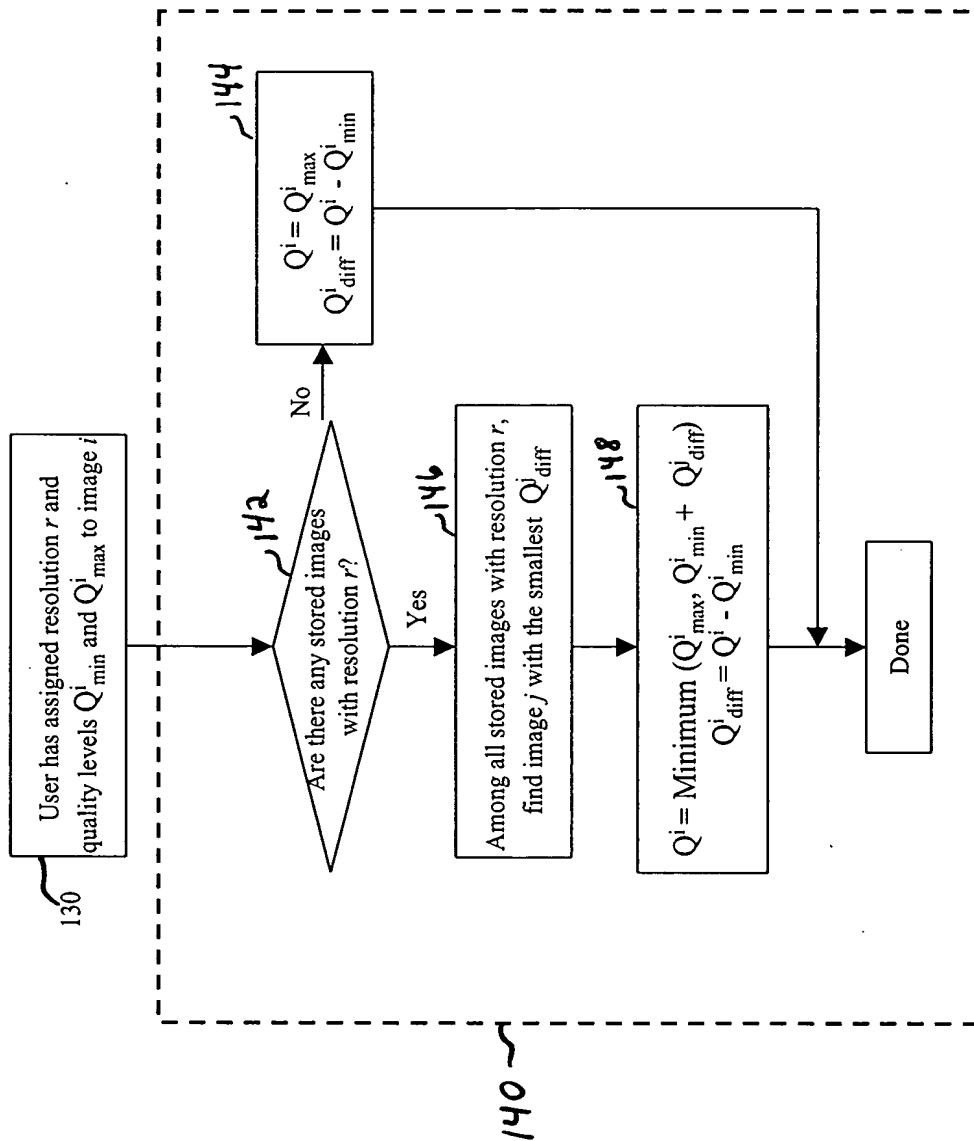 User has assigned resolution r and
quality levels Q^i_min and Q^i_max to image i
130
140
142
Are there any stored images
with resolution r?
No
144
Q^i = Q^i_max
Q^i_diff = Q^i - Q^i_min
Yes
146
Among all stored images with resolution r,
find image j with the smallest Q^j_diff
148
Q^i = Minimum (Q^i_max, Q^i_min + Q^j_diff)
Q^i_diff = Q^i - Q^i_min
Done